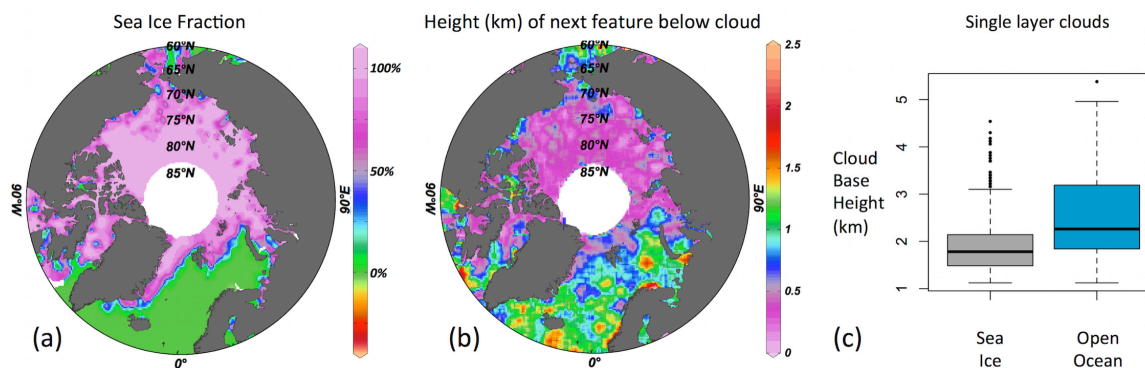 Sea Ice Fraction
60°N
65°N
70°N
75°N
80°N
85°N
90°W
90°E
0°
100%
50%
0%
(a)
Height (km) of next feature below cloud
60°N
65°N
70°N
75°N
80°N
85°N
90°W
90°E
0°
2.5
2
1.5
1
0.5
0
(b)
Single layer clouds
Cloud
Base
Height
(km)
5
4
3
2
1
Sea
Ice
Open
Ocean
(c)